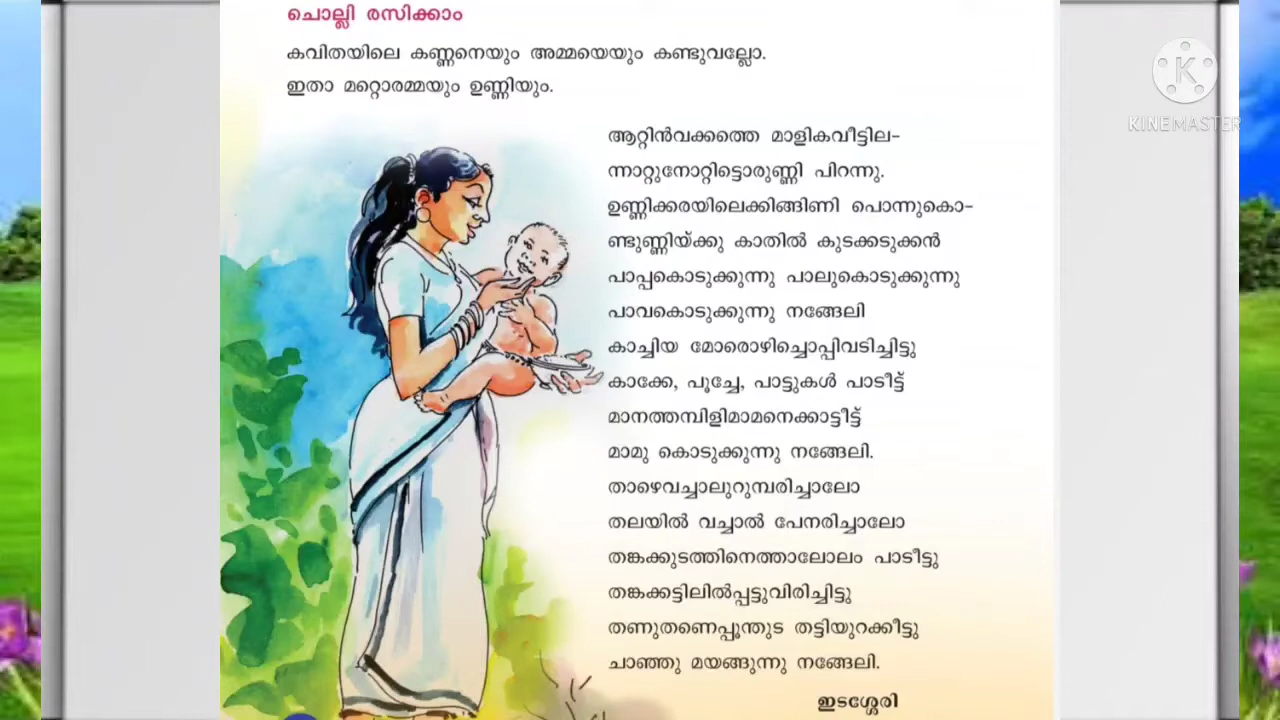 ചൊല്ലി രസിക്കാം
കവിതയിലെ കണ്ണനെയും അമ്മയെയും കണ്ടുവല്ലോ.
ഇതാ മറ്റൊരമ്മയും ഉണ്ണിയും.
ആറ്റിൻവക്കത്തെ മാളികവീട്ടില–
ന്നാറ്റുനോറ്റിട്ടൊരുണ്ണി പിറന്നു.
ഉണ്ണിക്കരയിലെക്കിങ്ങിണി പൊന്നുകൊ–
ണ്ടുണ്ണിയ്ക്കു കാതിൽ കുടക്കടുക്കൻ
പാപ്പകൊടുക്കുന്നു പാലുകൊടുക്കുന്നു
പാവകൊടുക്കുന്നു നങ്ങേലി
കാച്ചിയ മോരൊഴിച്ചൊപ്പിവടിച്ചിട്ടു
കാക്കേ, പൂച്ചേ, പാട്ടുകൾ പാടീട്ട്
മാനത്തമ്പിളിമാമനെക്കാട്ടീട്ട്
മാമു കൊടുക്കുന്നു നങ്ങേലി.
താഴെവച്ചാലുറുമ്പരിച്ചാലോ
തലയിൽ വച്ചാൽ പേനരിച്ചാലോ
തങ്കക്കുടത്തിനെത്താലോലം പാടീട്ടു
തങ്കക്കട്ടിലിൽപ്പട്ടുവിരിച്ചിട്ടു
തണുതണെപ്പൂന്തുട തട്ടിയുറക്കീട്ടു
ചാഞ്ഞു മയങ്ങുന്നു നങ്ങേലി.
ഇടശ്ശേരി
KINEMASTER